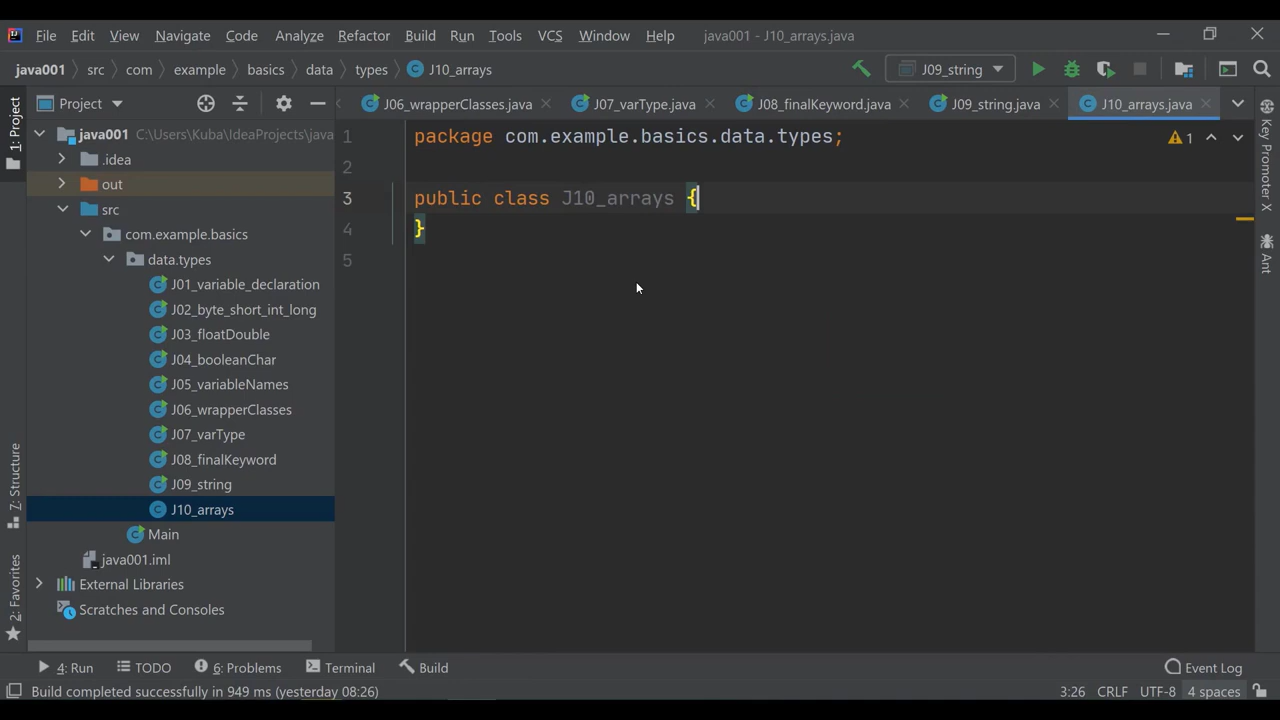 File Edit View Navigate Code Analyze Refactor Build Run Tools VCS Window Help java001 - J10_arrays.java
java001 src com example basics data types J10_arrays J09_string
1: Project
Project
J06_wrapperClasses.java J07_varType.java J08_finalKeyword.java J09_string.java J10_arrays.java
java001 C:\Users\Kuba\IdeaProjects\java
.idea
out
src
com.example.basics
data.types
J01_variable_declaration
J02_byte_short_int_long
J03_floatDouble
J04_booleanChar
J05_variableNames
J06_wrapperClasses
J07_varType
J08_finalKeyword
J09_string
J10_arrays
Main
java001.iml
External Libraries
Scratches and Consoles
Z: Structure
2: Favorites
1 package com.example.basics.data.types;
2
3 public class J10_arrays {
4 }
5
1
Key Promoter X
Ant
4: Run TODO 6: Problems Terminal Build Event Log
Build completed successfully in 949 ms (yesterday 08:26) 3:26 CRLF UTF-8 4 spaces